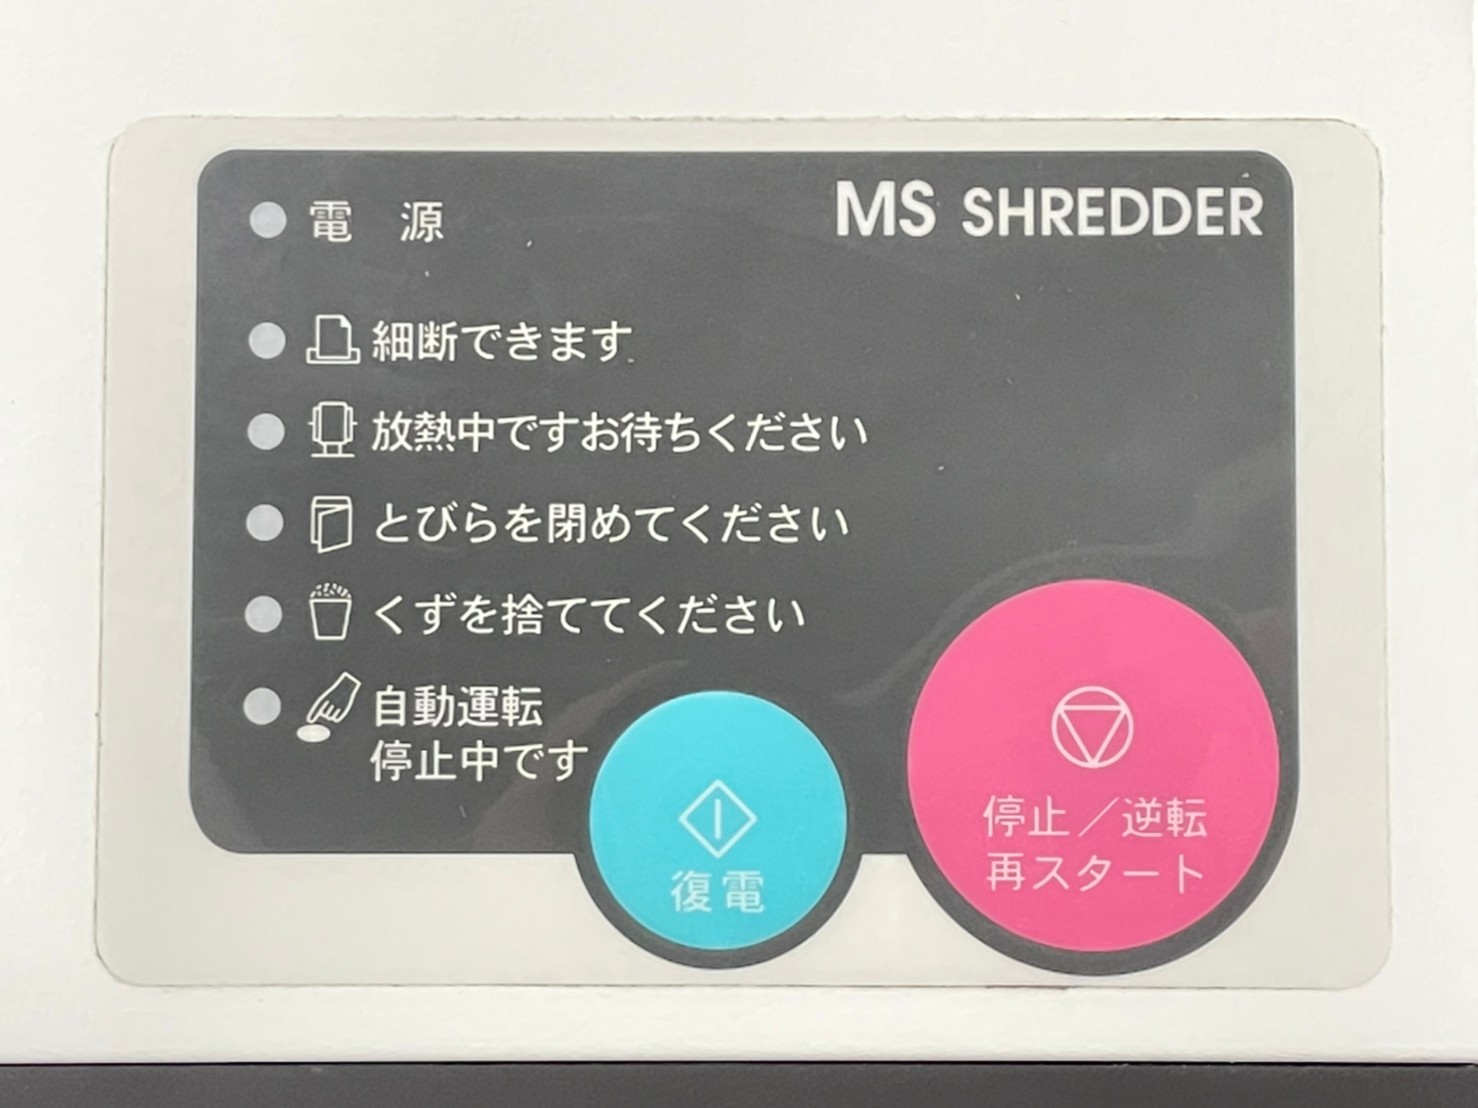 電 源
MS SHREDDER
細断できます
放熱中ですお待ちください
とびらを閉めてください
くずを捨ててください
自動運転
停止中です
復電
停止／逆転
再スタート